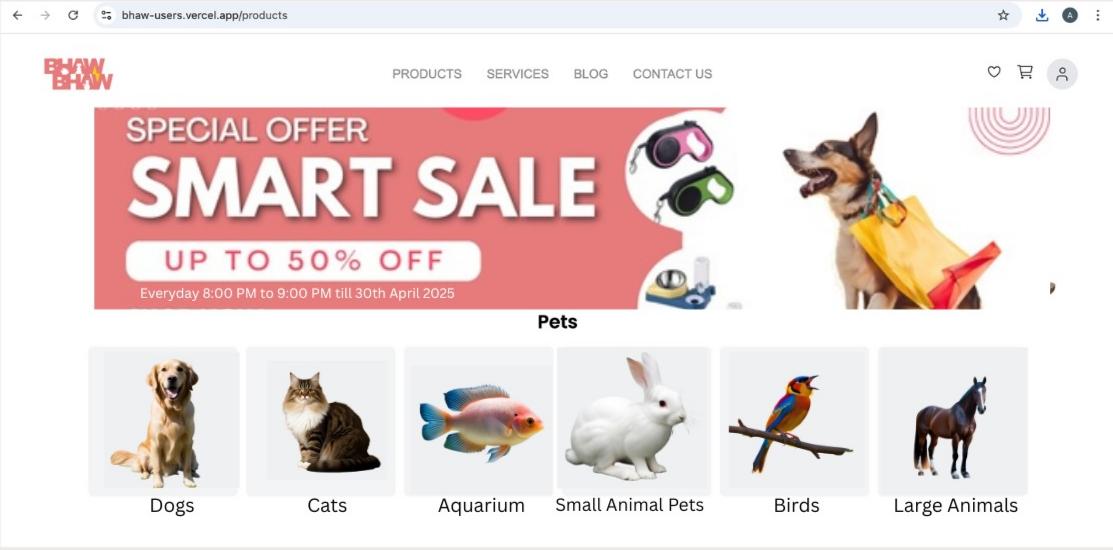 bhaw-users.vercel.app/products
A
BHAW
BHAW
PRODUCTS SERVICES BLOG CONTACT US
SPECIAL OFFER
SMART SALE
UP TO 50% OFF
Everyday 8:00 PM to 9:00 PM till 30th April 2025
Pets
Dogs Cats Aquarium Small Animal Pets Birds Large Animals